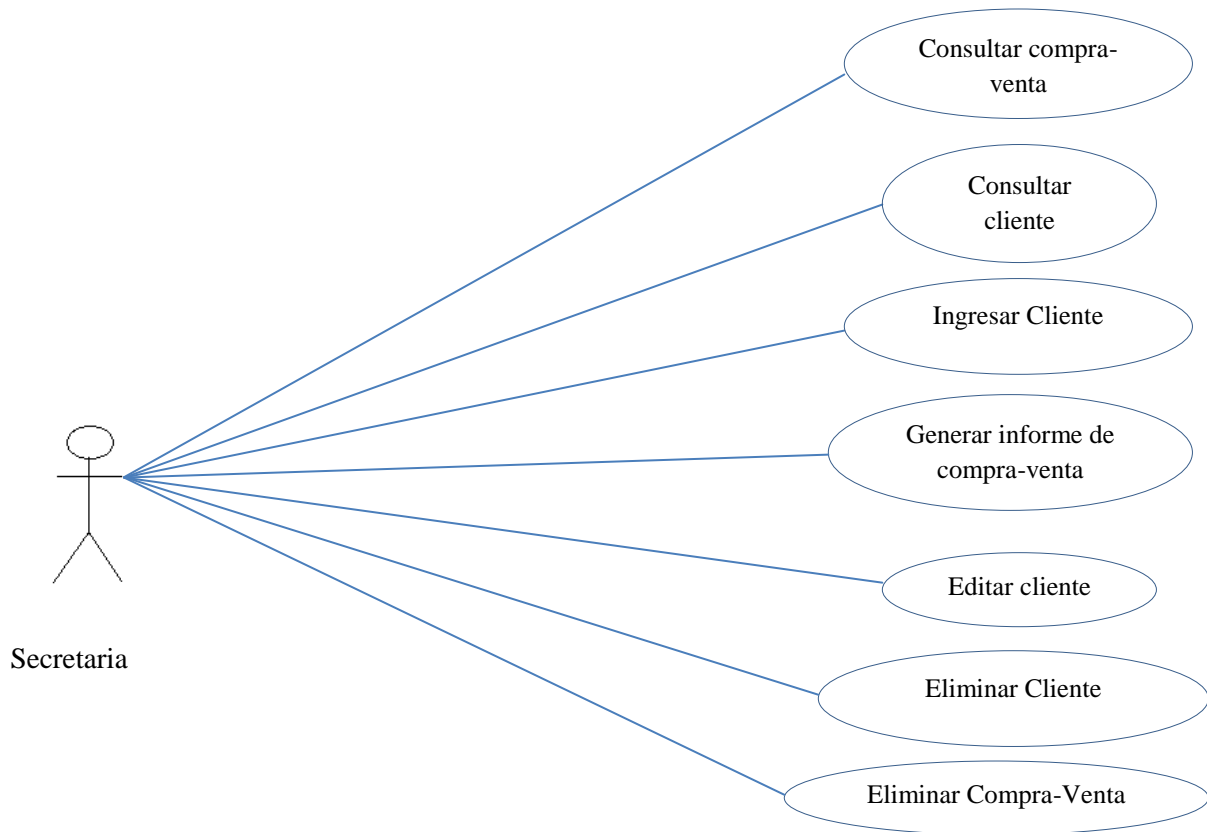 Consultar compra-
venta
Consultar
cliente
Ingresar Cliente
Generar informe de
compra-venta
Editar cliente
Secretaria
Eliminar Cliente
Eliminar Compra-Venta